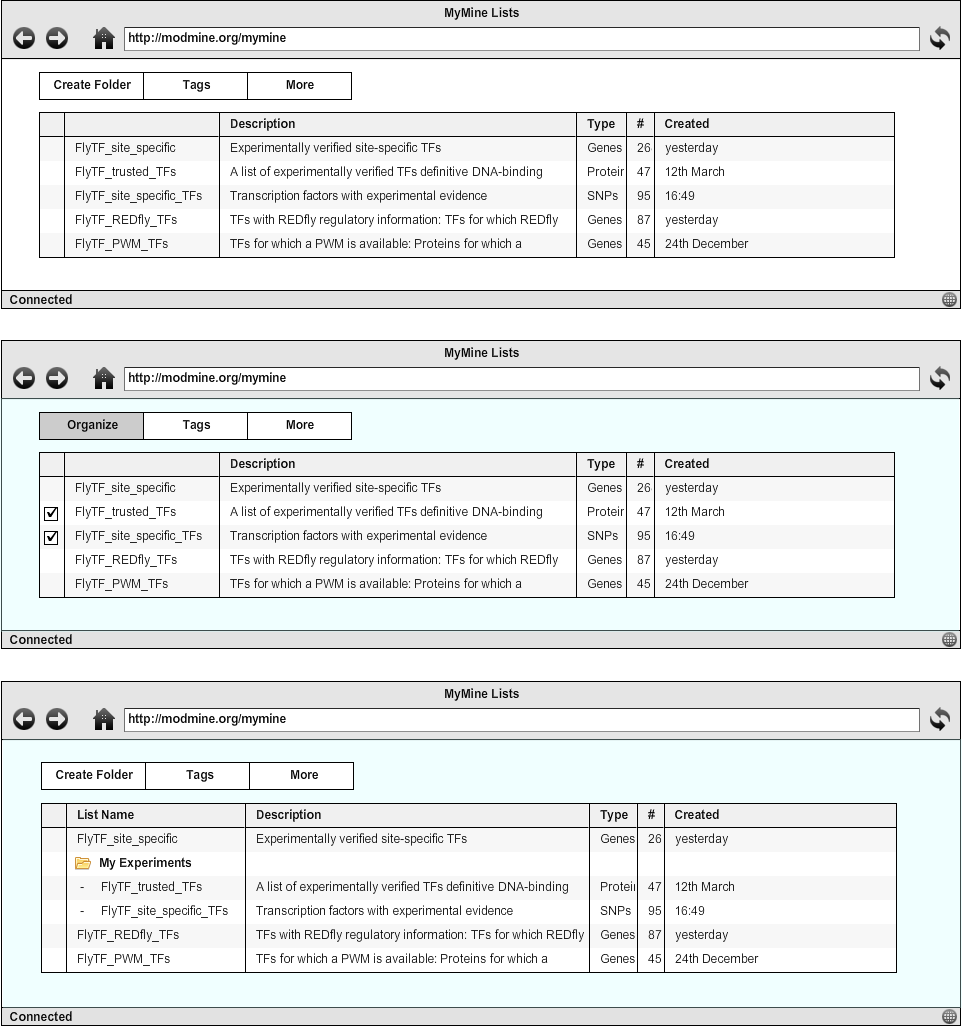 MyMine Lists
http://modmine.org/mymine
Create Folder Tags More
Description Type # Created
FlyTF_site_specific Experimentally verified site-specific TFs Genes 26 yesterday
FlyTF_trusted_TFs A list of experimentally verified TFs definitive DNA-binding Protein 47 12th March
FlyTF_site_specific_TFs Transcription factors with experimental evidence SNPs 95 16:49
FlyTF_REDfly_TFs TFs with REDfly regulatory information: TFs for which REDfly Genes 87 yesterday
FlyTF_PWM_TFs TFs for which a PWM is available: Proteins for which a Genes 45 24th December
Connected
MyMine Lists
http://modmine.org/mymine
Organize Tags More
Description Type # Created
FlyTF_site_specific Experimentally verified site-specific TFs Genes 26 yesterday
FlyTF_trusted_TFs A list of experimentally verified TFs definitive DNA-binding Protein 47 12th March
FlyTF_site_specific_TFs Transcription factors with experimental evidence SNPs 95 16:49
FlyTF_REDfly_TFs TFs with REDfly regulatory information: TFs for which REDfly Genes 87 yesterday
FlyTF_PWM_TFs TFs for which a PWM is available: Proteins for which a Genes 45 24th December
Connected
MyMine Lists
http://modmine.org/mymine
Create Folder Tags More
List Name Description Type # Created
FlyTF_site_specific Experimentally verified site-specific TFs Genes 26 yesterday
My Experiments
- FlyTF_trusted_TFs A list of experimentally verified TFs definitive DNA-binding Protein 47 12th March
- FlyTF_site_specific_TFs Transcription factors with experimental evidence SNPs 95 16:49
FlyTF_REDfly_TFs TFs with REDfly regulatory information: TFs for which REDfly Genes 87 yesterday
FlyTF_PWM_TFs TFs for which a PWM is available: Proteins for which a Genes 45 24th December
Connected